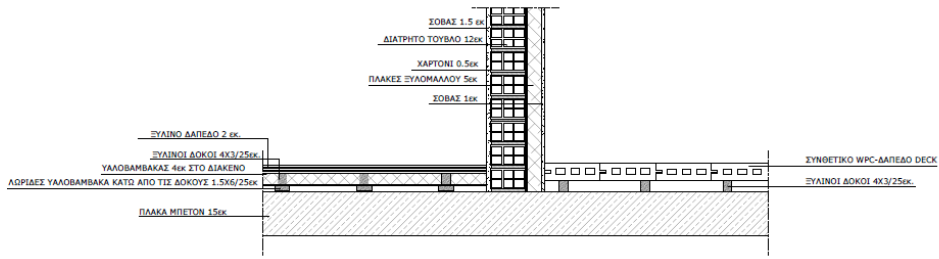 ΣΟΒΑΣ 1.5 εκ
ΔΙΑΤΡΗΤΟ ΤΟΥΒΛΟ 12εκ
ΧΑΡΤΟΝΙ 0.5εκ
ΠΛΑΚΕΣ ΞΥΛΟΜΑΛΛΟΥ 5εκ
ΣΟΒΑΣ 1εκ
ΞΥΛΙΝΟ ΔΑΠΕΔΟ 2 εκ.
ΞΥΛΙΝΟΙ ΔΟΚΟΙ 4Χ3/25εκ.
ΥΑΛΟΒΑΜΒΑΚΑΣ 4εκ ΣΤΟ ΔΙΑΚΕΝΟ
ΛΩΡΙΔΕΣ ΥΑΛΟΒΑΜΒΑΚΑ ΚΑΤΩ ΑΠΟ ΤΙΣ ΔΟΚΟΥΣ 1.5Χ6/25εκ
ΠΛΑΚΑ ΜΠΕΤΟΝ 15εκ
ΣΥΝΘΕΤΙΚΟ WPC-ΔΑΠΕΔΟ DECK
ΞΥΛΙΝΟΙ ΔΟΚΟΙ 4Χ3/25εκ.